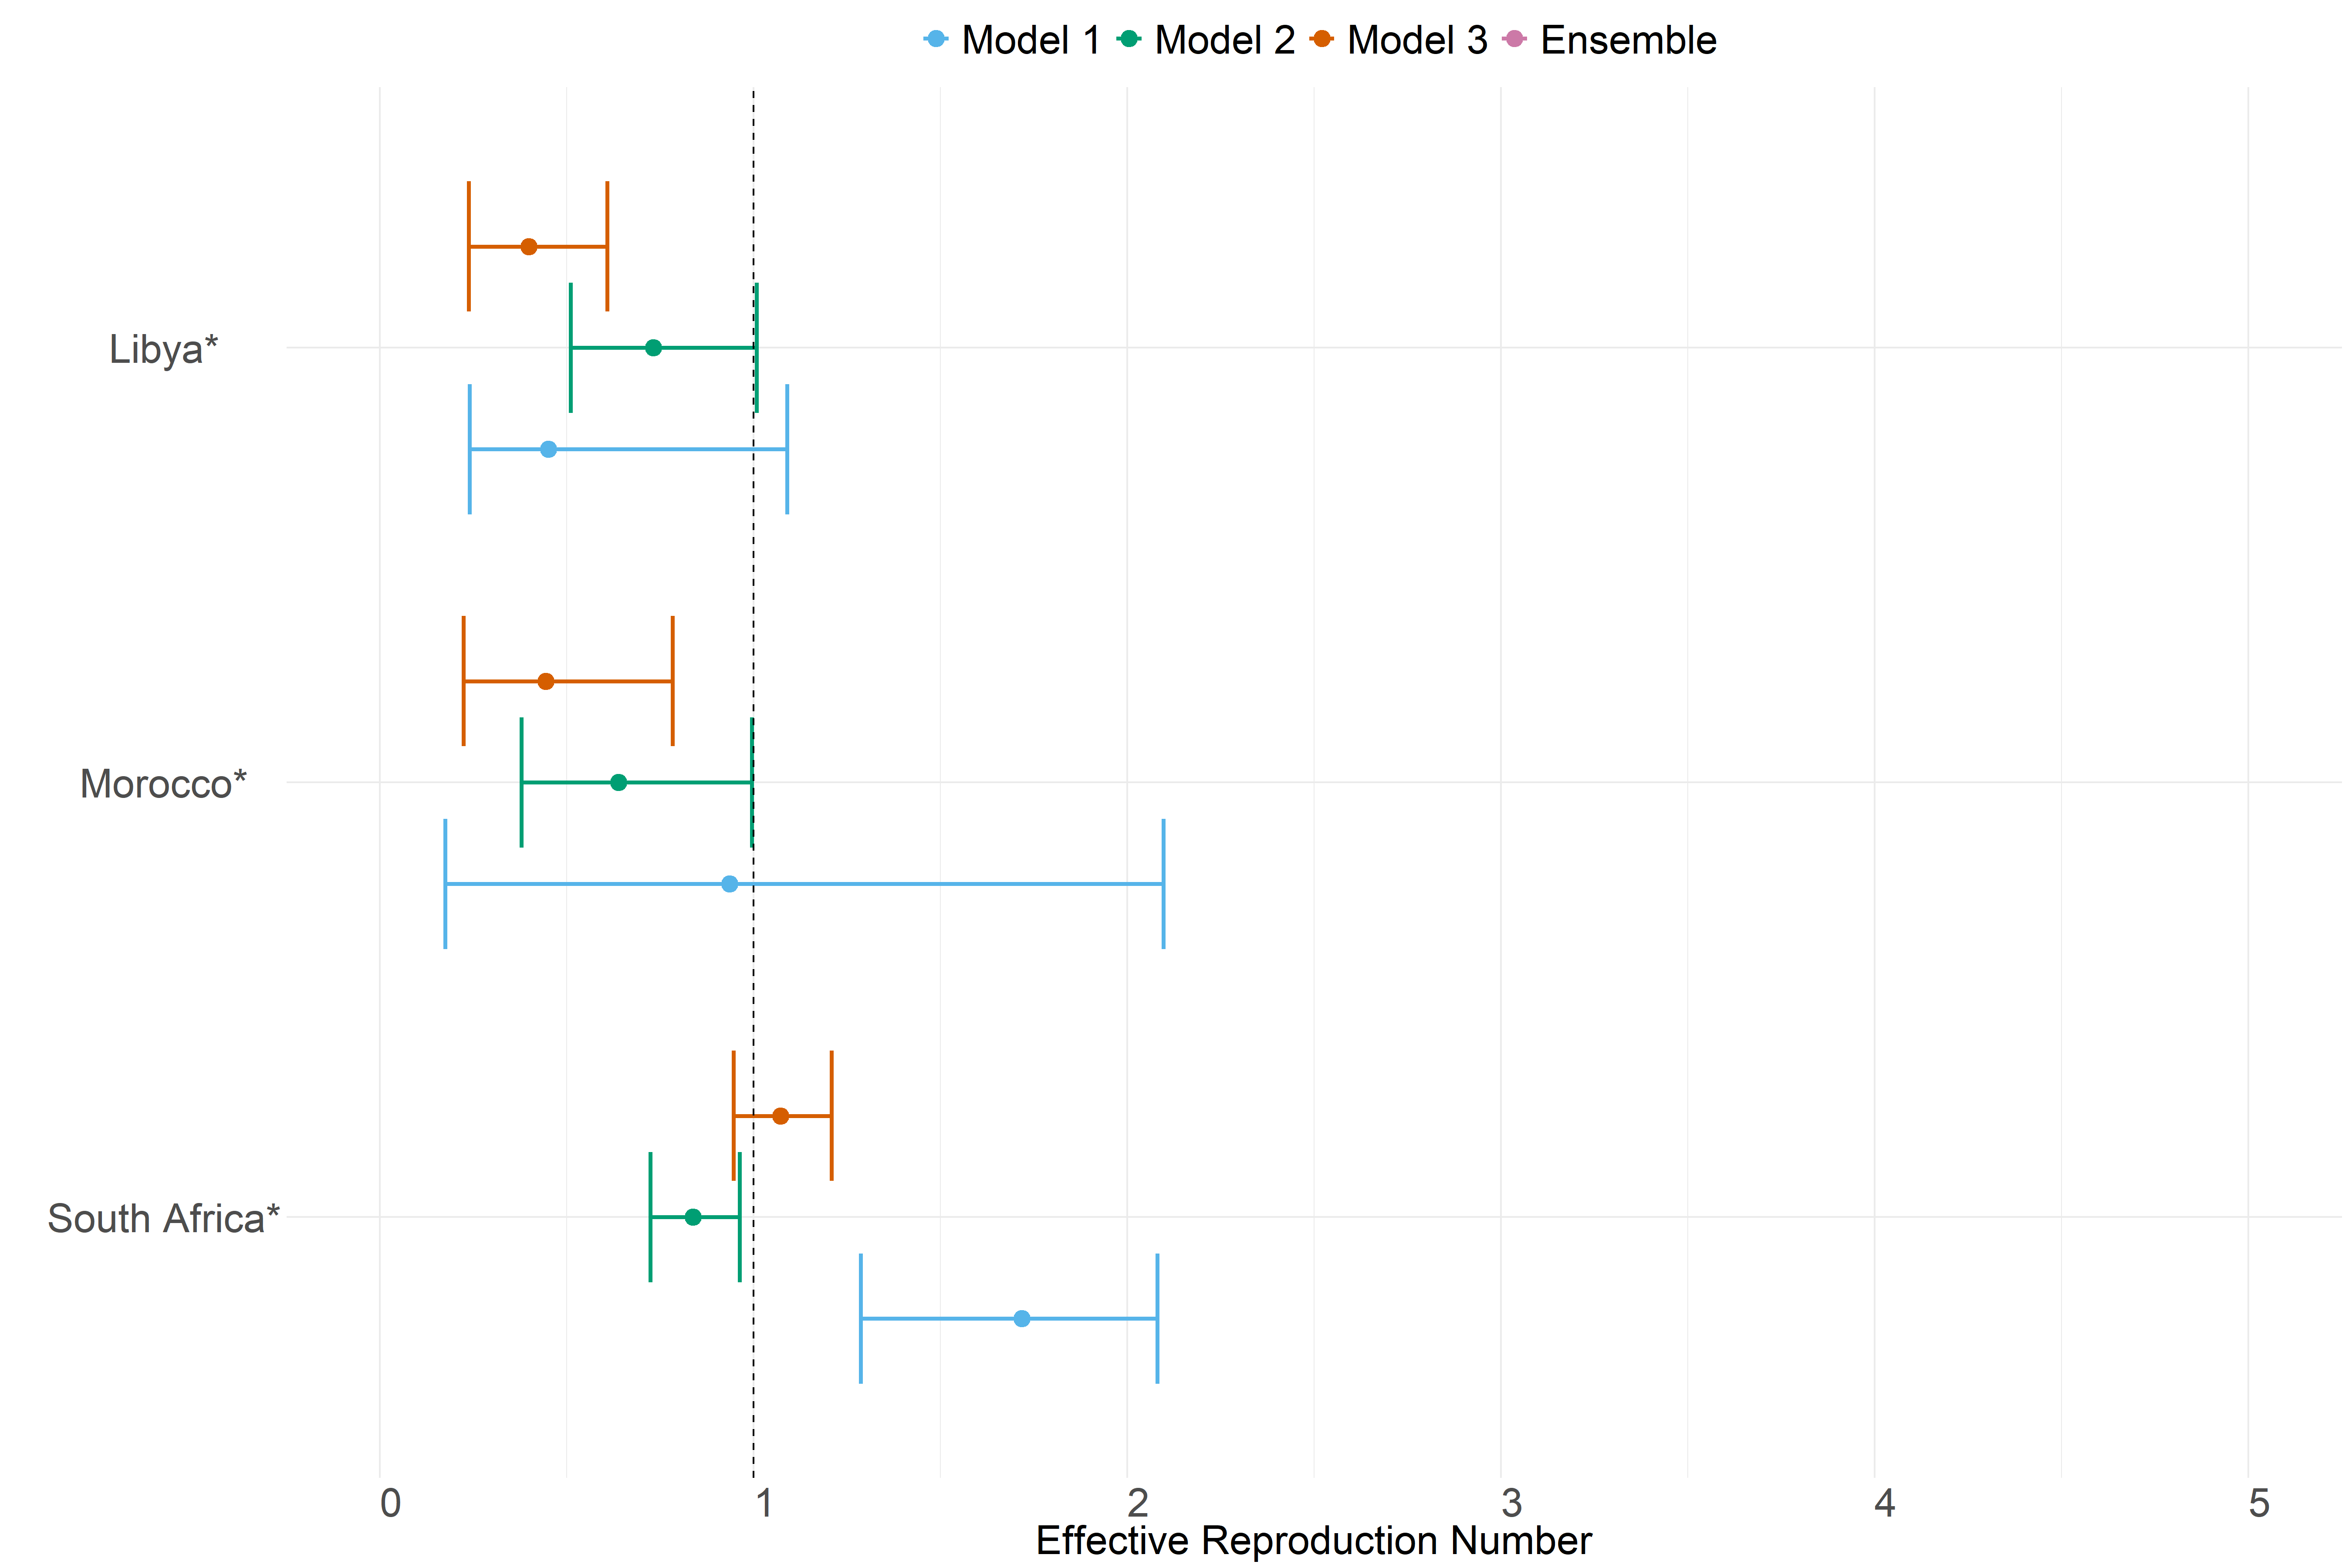 Model 1 Model 2 Model 3 Ensemble
Libya*
Morocco*
South Africa*
0 1 2 3 4 5
Effective Reproduction Number